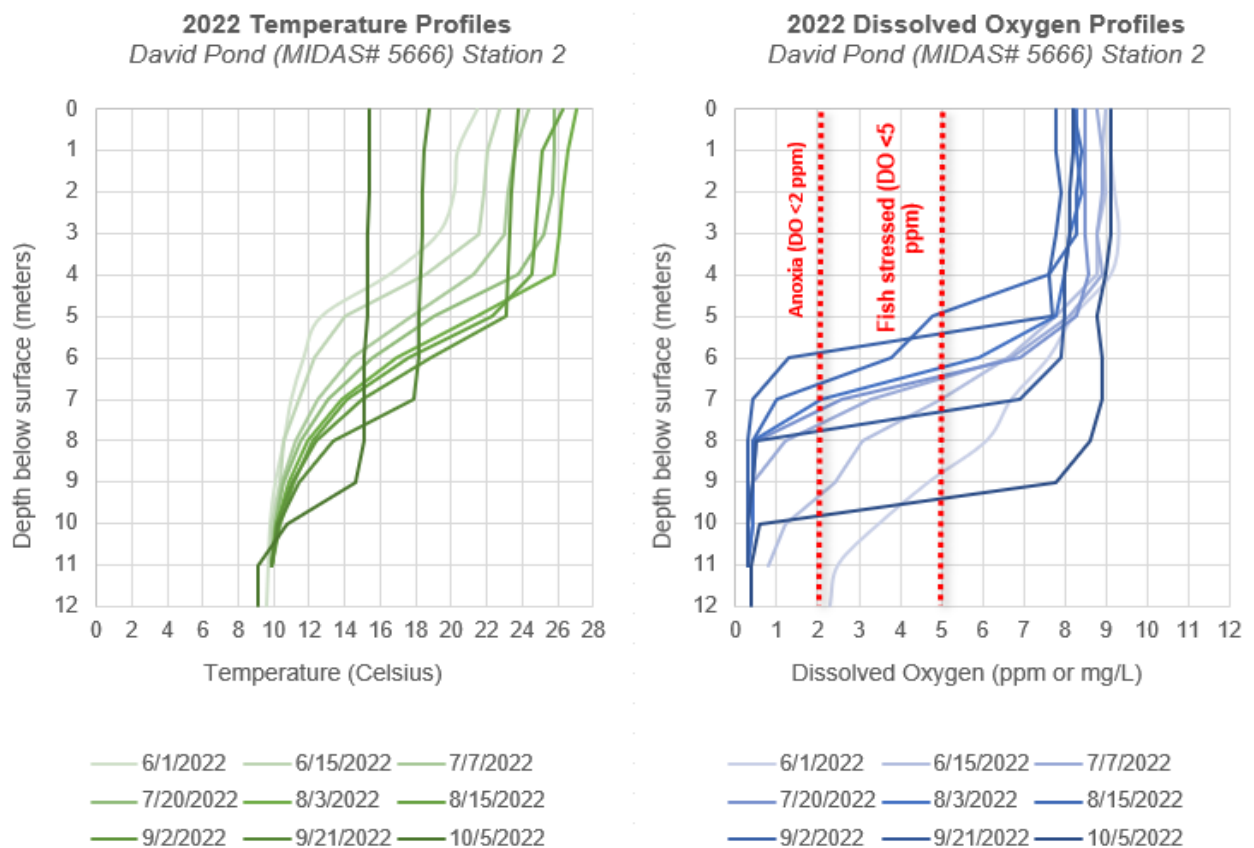 2022 Temperature Profiles
David Pond (MIDAS# 5666) Station 2
0
1
2
3
4
5
6
7
8
9
10
11
12
Depth below surface (meters)
0 2 4 6 8 10 12 14 16 18 20 22 24 26 28
Temperature (Celsius)
6/1/2022 6/15/2022 7/7/2022
7/20/2022 8/3/2022 8/15/2022
9/2/2022 9/21/2022 10/5/2022
2022 Dissolved Oxygen Profiles
David Pond (MIDAS# 5666) Station 2
0
1
2
3
4
5
6
7
8
9
10
11
12
Depth below surface (meters)
Anoxia (DO <2 ppm)
Fish stressed (DO <5
ppm)
0 1 2 3 4 5 6 7 8 9 10 11 12
Dissolved Oxygen (ppm or mg/L)
6/1/2022 6/15/2022 7/7/2022
7/20/2022 8/3/2022 8/15/2022
9/2/2022 9/21/2022 10/5/2022